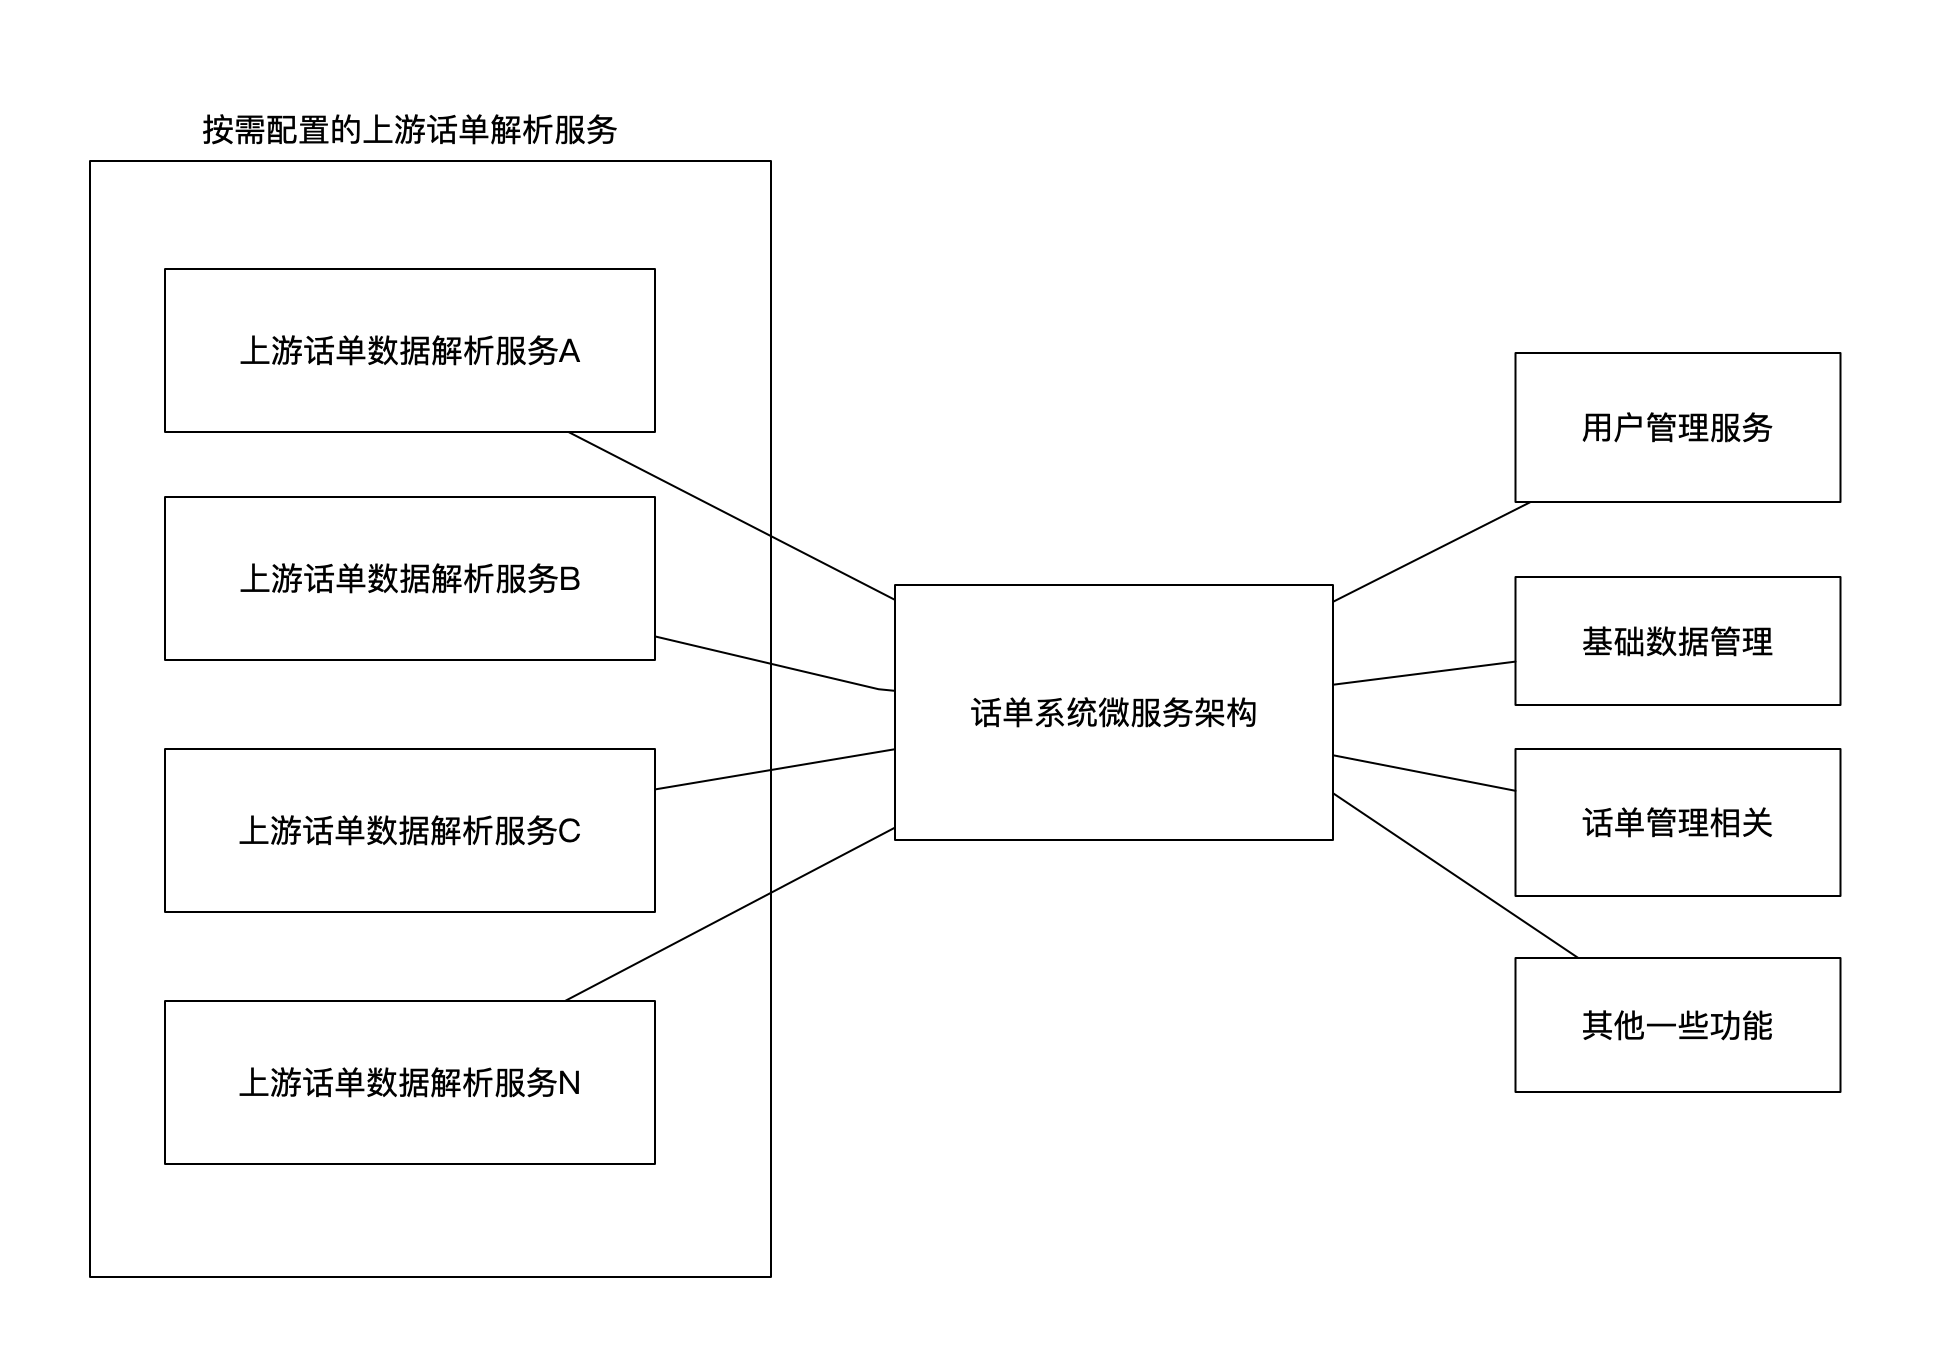 按需配置的上游话单解析服务
上游话单数据解析服务A
上游话单数据解析服务B
上游话单数据解析服务C
上游话单数据解析服务N
话单系统微服务架构
用户管理服务
基础数据管理
话单管理相关
其他一些功能